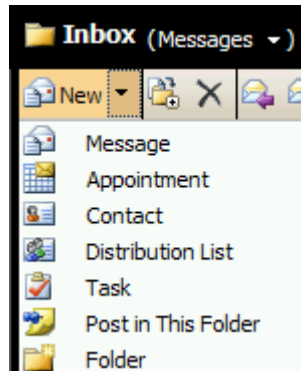 Inbox (Messages)
New
Message
Appointment
Contact
Distribution List
Task
Post in This Folder
Folder